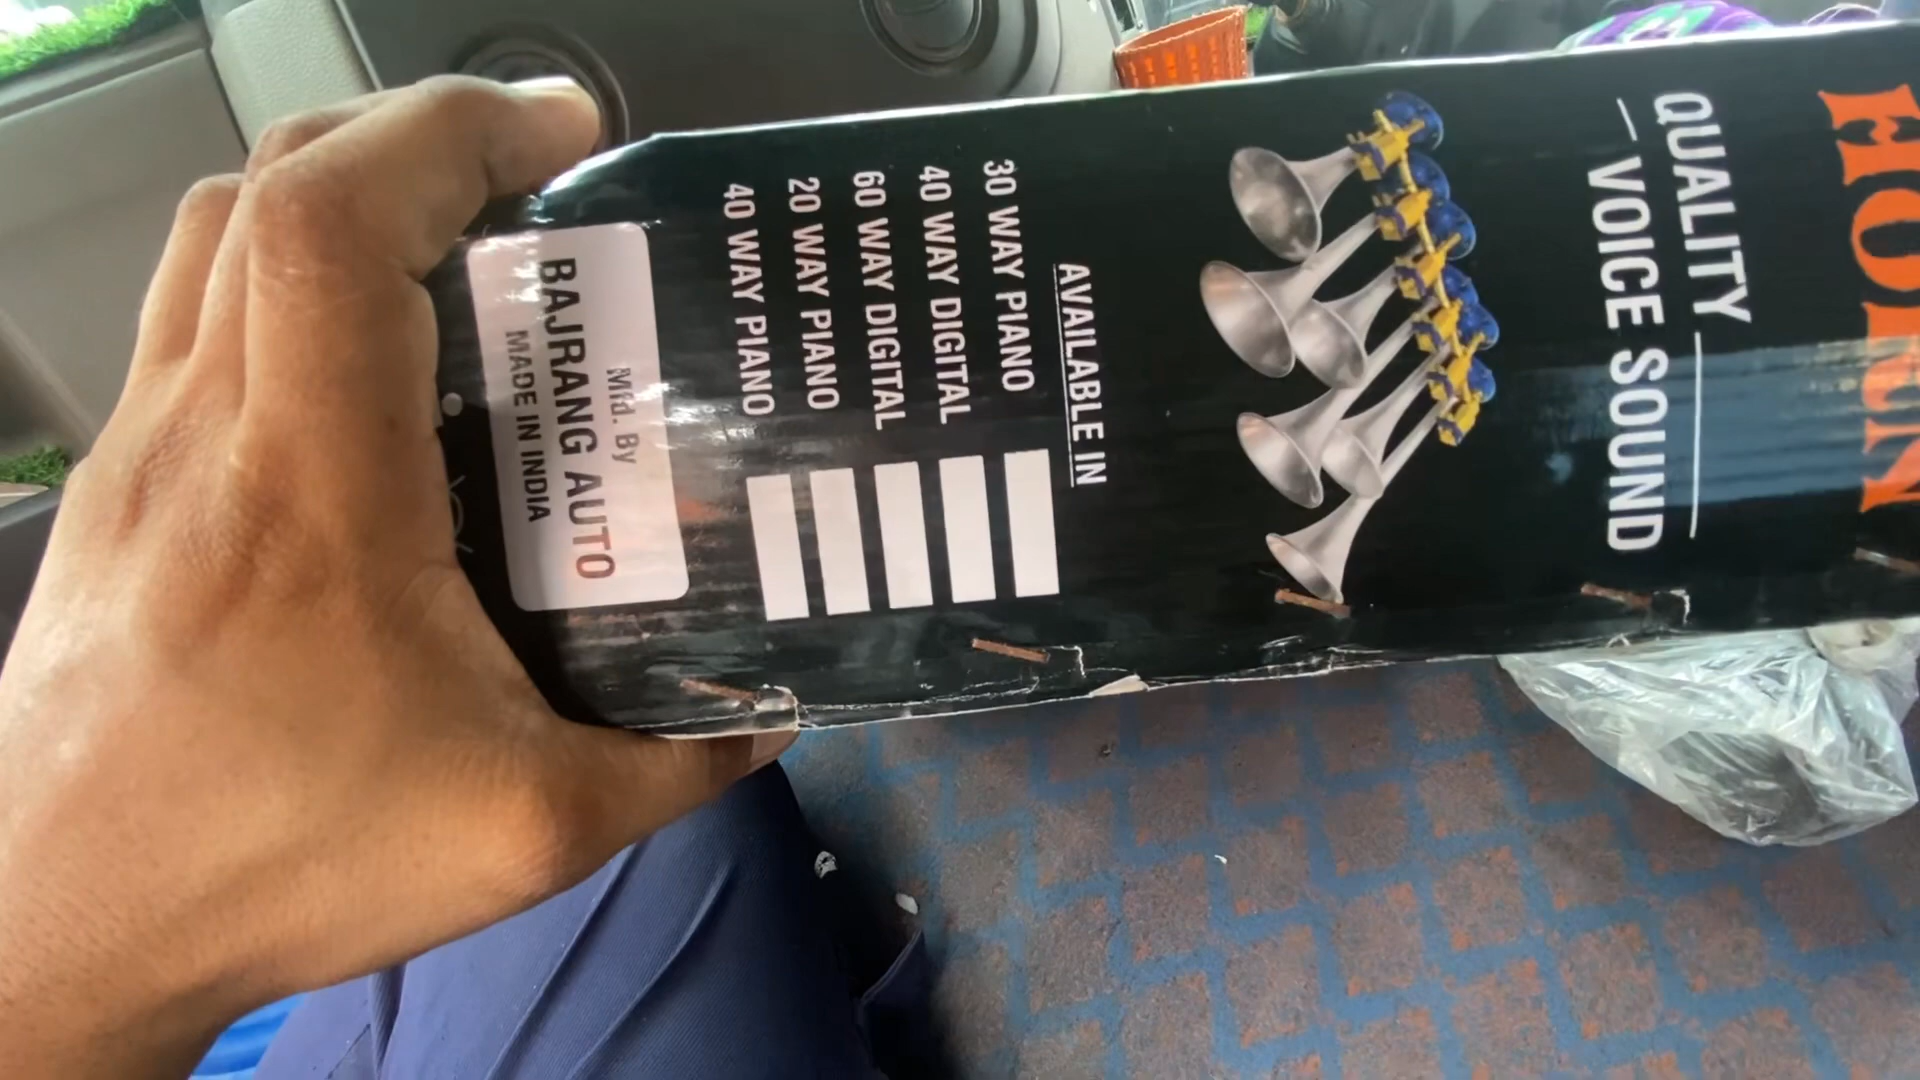 HORN
QUALITY
VOICE SOUND
AVAILABLE IN
30 WAY PIANO
40 WAY DIGITAL
60 WAY DIGITAL
20 WAY PIANO
40 WAY PIANO
Mfd. By
BAJRANG AUTO
MADE IN INDIA